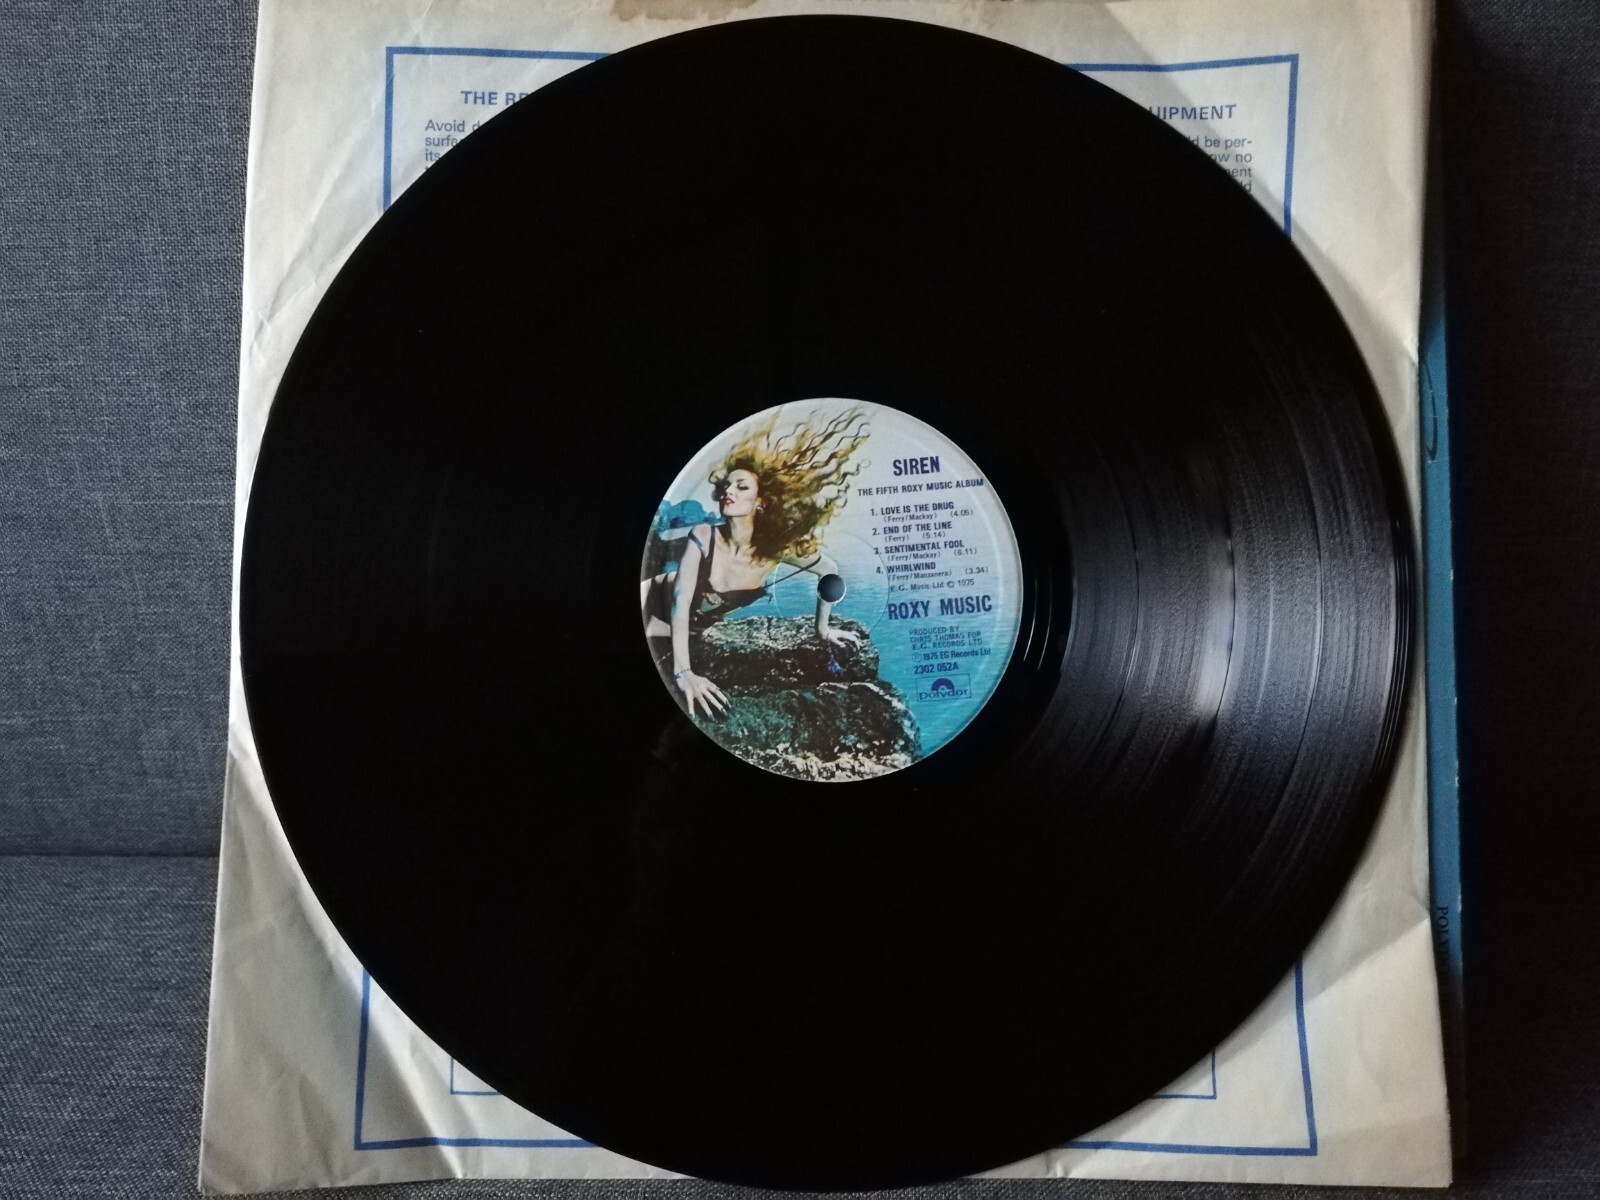 THE RE
UIPMENT
Avoid d
surfa
its
d be per-
ow no
ment
ld
SIREN
THE FIFTH ROXY MUSIC ALBUM
1. LOVE IS THE DRUG
(Ferry/Mackay) (4.05)
2. END OF THE LINE
(Ferry) (5.14)
3. SENTIMENTAL FOOL
(Ferry/Mackay) (6.11)
4. WHIRLWIND
(Ferry/Manzanera) (3.34)
E.G. Music Ltd © 1975
ROXY MUSIC
PRODUCED BY
CHRIS THOMAS FOR
E.G. RECORDS LTD.
Ⓟ 1975 EG Records Ltd
2302 052A
Polydor